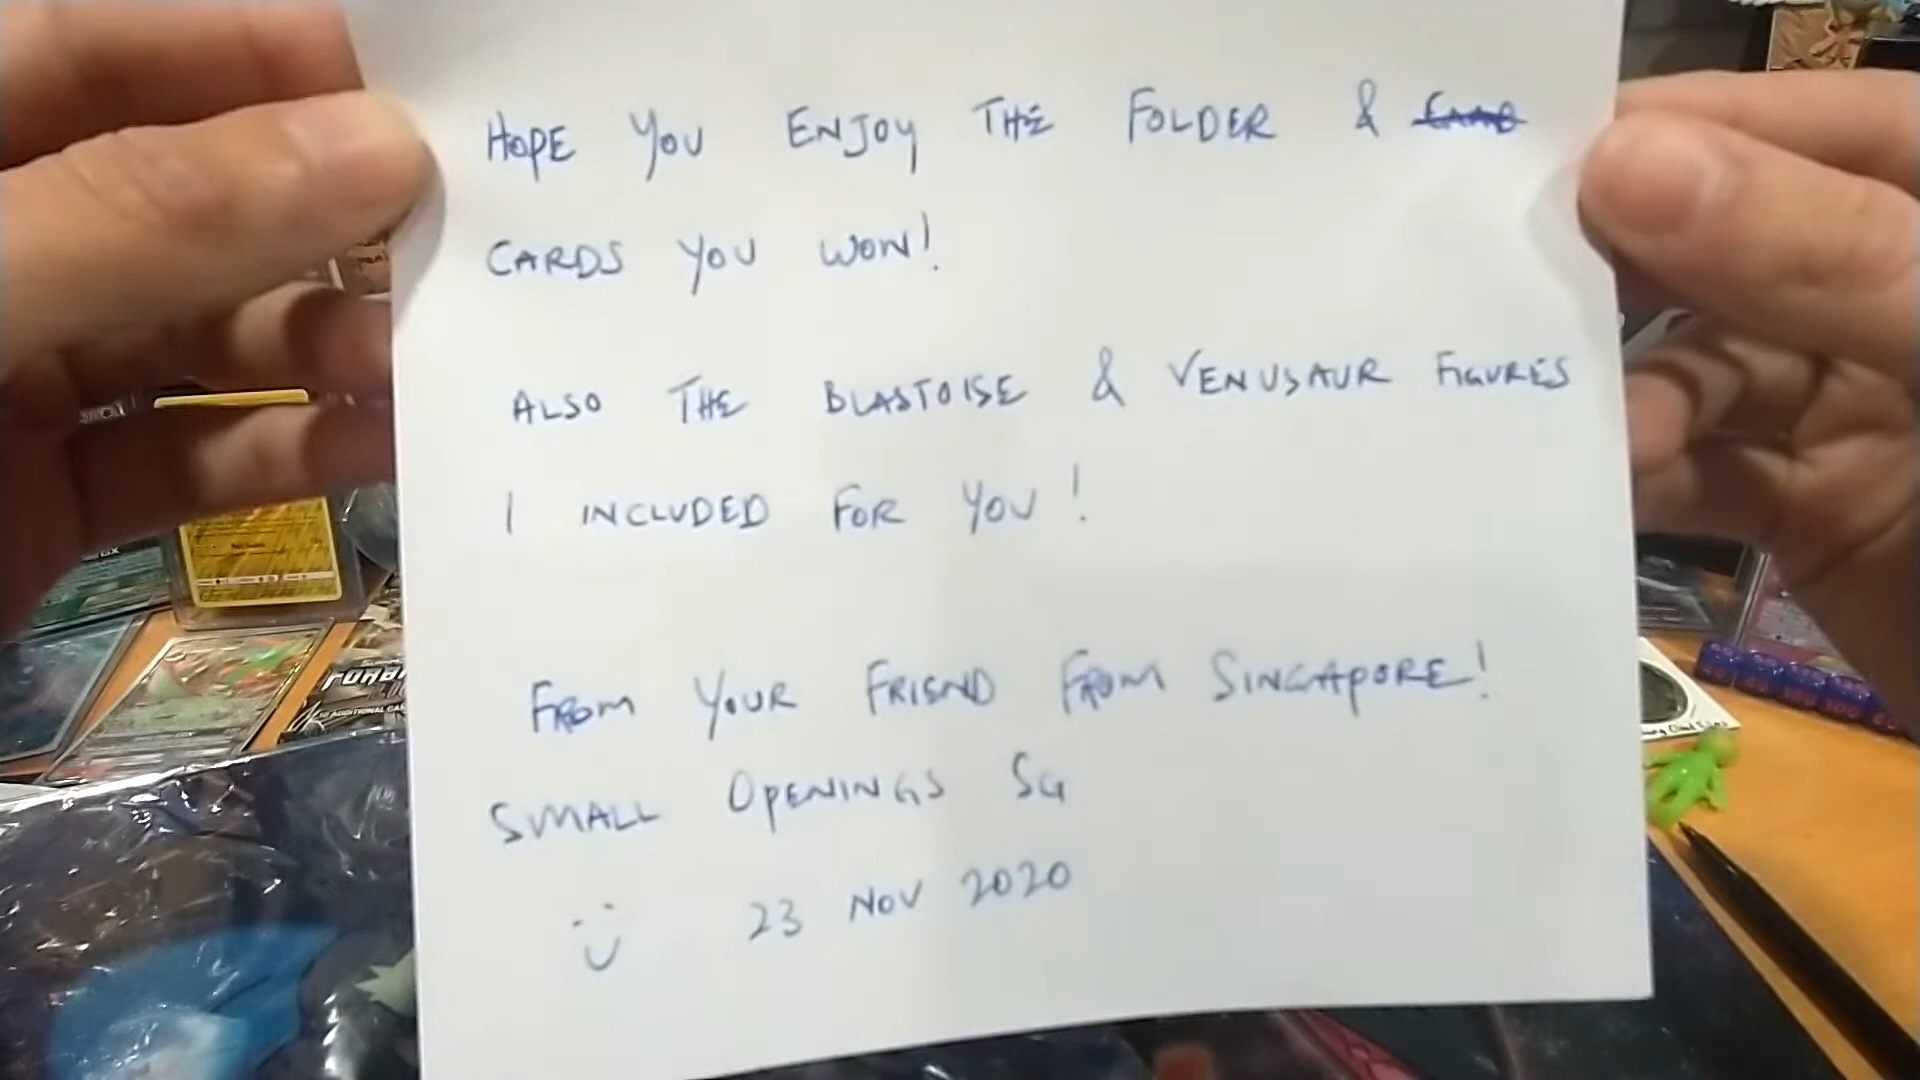 HOPE YOU ENJOY THE FOLDER &
CARDS YOU WON!
ALSO THE BLASTOISE & VENUSAUR FIGURES
I INCLUDED FOR YOU!
FROM YOUR FRIEND FROM SINGAPORE!
SMALL OPENINGS SG
23 NOV 2020